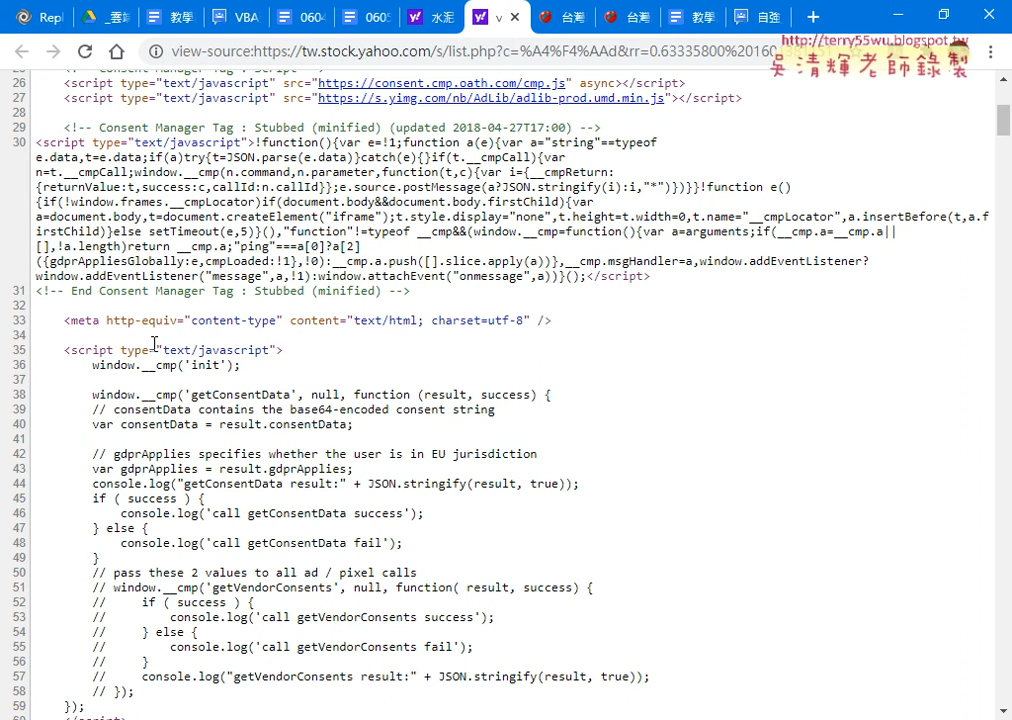 Repl
_雲
教學
VBA
0604
0605
水泥
v
台灣
台灣
教學
自強
view-source:https://tw.stock.yahoo.com/s/list.php?c=%A4%F4%AAd&rr=0.63335800%20160
http://terry55wu.blogspot.tw
吳清輝老師錄製
26 <script type="text/javascript" src="https://consent.cmp.oath.com/cmp.js" async></script>
27 <script type="text/javascript" src="https://s.yimg.com/nb/AdLib/adlib-prod.umd.min.js"></script>
28
29 <!-- Consent Manager Tag : Stubbed (minified) (updated 2018-04-27T17:00) -->
30 <script type="text/javascript">!function(){var e=!1;function a(e){var a="string"==typeof
e.data,t=e.data;if(a)try{t=JSON.parse(e.data)}catch(e){}if(t.__cmpCall){var
n=t.__cmpCall;window.__cmp(n.command,n.parameter,function(t,c){var i={__cmpReturn:
{returnValue:t,success:c,callId:n.callId}};e.source.postMessage(a?JSON.stringify(i):i,"*")})}}!function e()
{if(!window.frames.__cmpLocator)if(document.body&&document.body.firstChild){var
a=document.body,t=document.createElement("iframe");t.style.display="none",t.height=t.width=0,t.name="__cmpLocator",a.insertBefore(t,a.f
irstChild)}else setTimeout(e,5)}(),"function"!=typeof __cmp&&(window.__cmp=function(){var a=arguments;if(__cmp.a=__cmp.a||
[],!a.length)return __cmp.a;"ping"===a[0]?a[2]
({gdprAppliesGlobally:e,cmpLoaded:!1},!0):__cmp.a.push([].slice.apply(a))},__cmp.msgHandler=a,window.addEventListener?
window.addEventListener("message",a,!1):window.attachEvent("onmessage",a))}();</script>
31 <!-- End Consent Manager Tag : Stubbed (minified) -->
32
33 <meta http-equiv="content-type" content="text/html; charset=utf-8" />
34
35 <script type="text/javascript">
36 window.__cmp('init');
37
38 window.__cmp('getConsentData', null, function (result, success) {
39 // consentData contains the base64-encoded consent string
40 var consentData = result.consentData;
41
42 // gdprApplies specifies whether the user is in EU jurisdiction
43 var gdprApplies = result.gdprApplies;
44 console.log("getConsentData result:" + JSON.stringify(result, true));
45 if ( success ) {
46 console.log('call getConsentData success');
47 } else {
48 console.log('call getConsentData fail');
49 }
50 // pass these 2 values to all ad / pixel calls
51 // window.__cmp('getVendorConsents', null, function( result, success) {
52 // if ( success ) {
53 // console.log('call getVendorConsents success');
54 // } else {
55 // console.log('call getVendorConsents fail');
56 // }
57 // console.log("getVendorConsents result:" + JSON.stringify(result, true));
58 // });
59 });